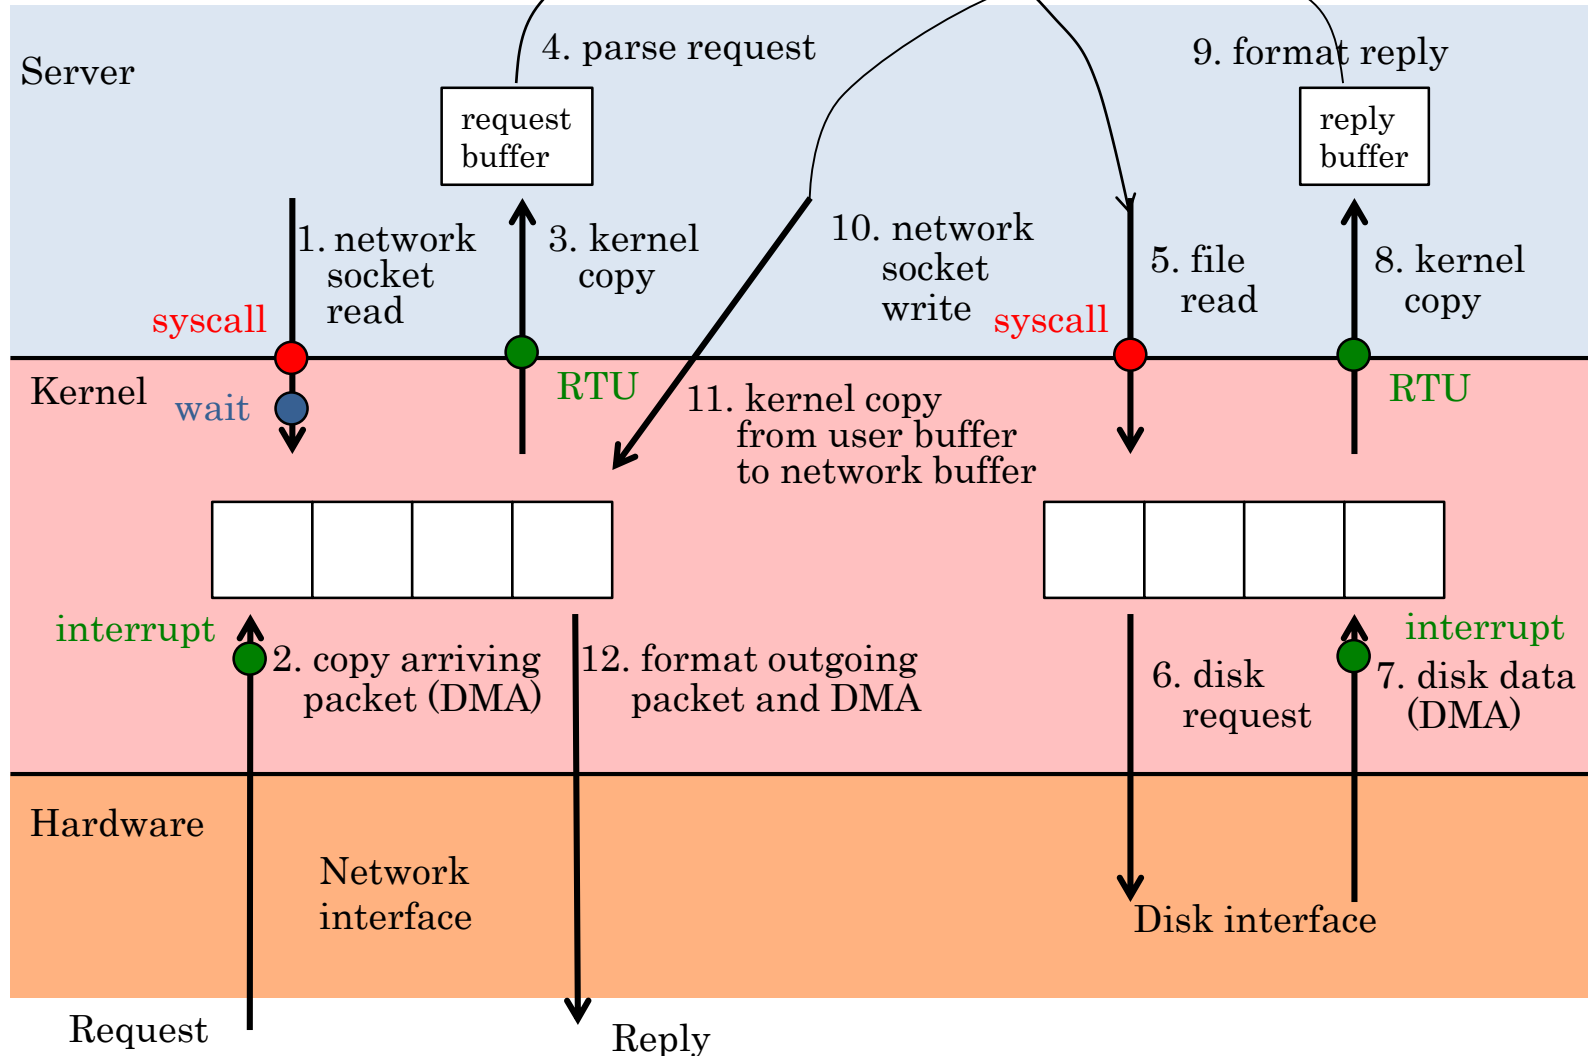 4. parse request
9. format reply
Server
request
buffer
reply
buffer
1. network
socket
read
3. kernel
copy
10. network
socket
write
5. file
read
8. kernel
copy
syscall
syscall
Kernel
wait
RTU
RTU
11. kernel copy
from user buffer
to network buffer
interrupt
interrupt
2. copy arriving
packet (DMA)
12. format outgoing
packet and DMA
6. disk
request
7. disk data
(DMA)
Hardware
Network
interface
Disk interface
Request
Reply